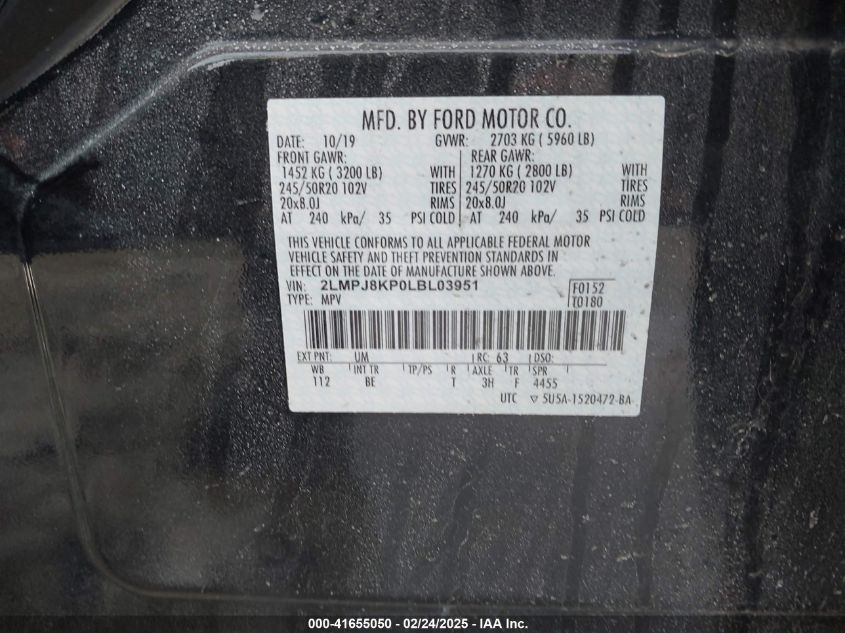 MFD. BY FORD MOTOR CO.
DATE: 10/19 GVWR: 2703 KG ( 5960 LB)
FRONT GAWR: REAR GAWR:
1452 KG ( 3200 LB) WITH 1270 KG ( 2800 LB) WITH
245/50R20 102V TIRES 245/50R20 102V TIRES
20x8.0J RIMS 20x8.0J RIMS
AT 240 kPa/ 35 PSI COLD AT 240 kPa/ 35 PSI COLD
THIS VEHICLE CONFORMS TO ALL APPLICABLE FEDERAL MOTOR
VEHICLE SAFETY AND THEFT PREVENTION STANDARDS IN
EFFECT ON THE DATE OF MANUFACTURE SHOWN ABOVE.
VIN: 2LMPJ8KP0LBL03951 F0152
TYPE: MPV T0180
EXT PNT: UM RC: 63 DSO:
WB INT TR TP/PS R AXLE TR SPR
112 BE T 3H F 4455
UTC ▽ 5U5A-1520472-BA
000-41655050 - 02/24/2025 - IAA Inc.